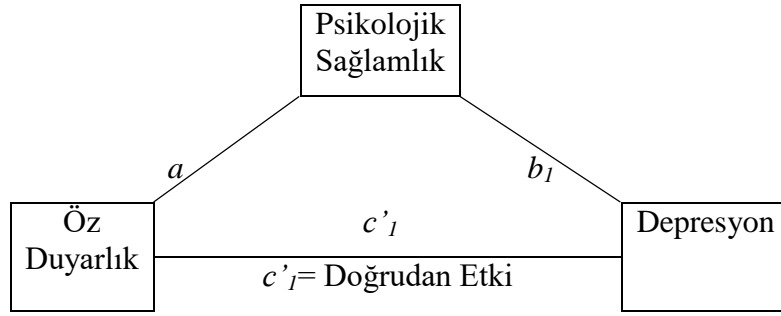 Psikolojik
Sağlamlık
a
b1
Öz
Duyarlık
c’1
Depresyon
c’1= Doğrudan Etki